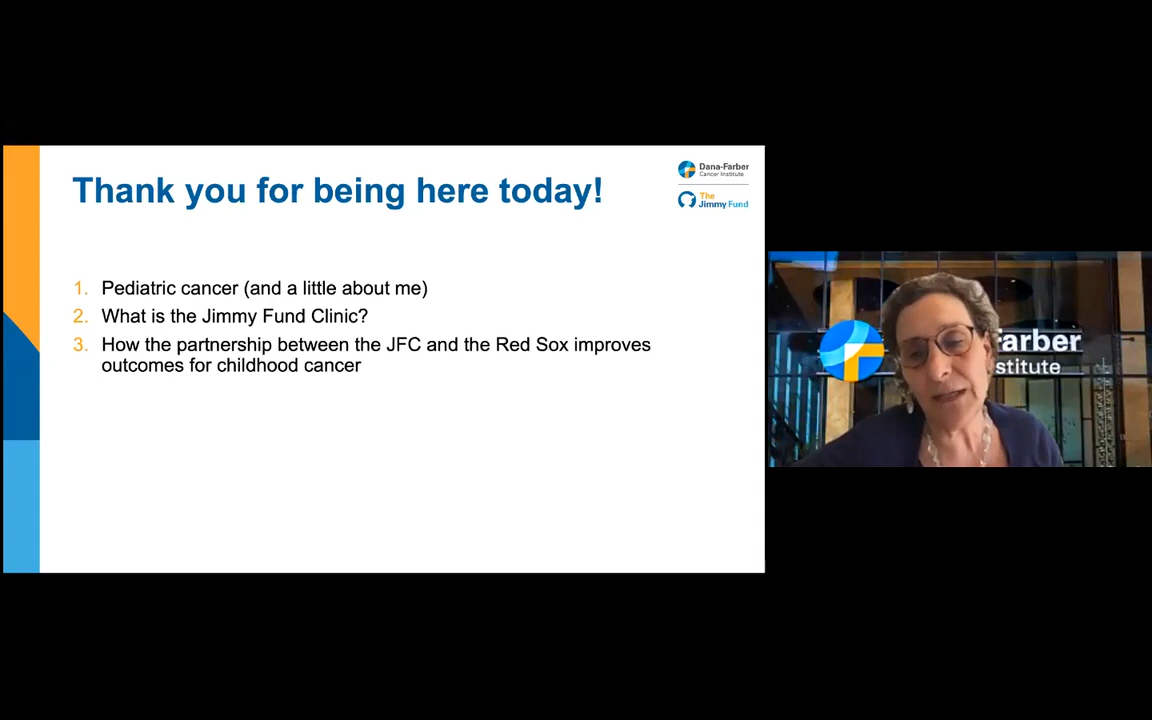 Thank you for being here today!
Dana-Farber
Cancer Institute
The
Jimmy Fund
1. Pediatric cancer (and a little about me)
2. What is the Jimmy Fund Clinic?
3. How the partnership between the JFC and the Red Sox improves
outcomes for childhood cancer
Farber
stitute